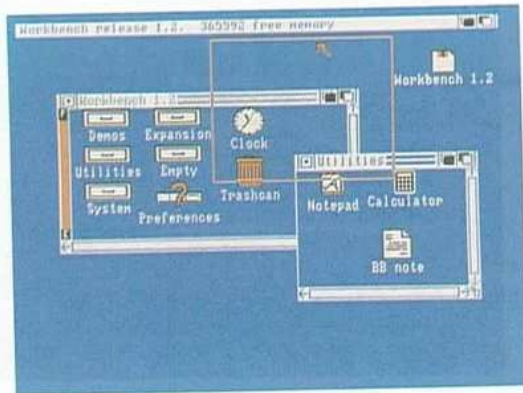 Workbench release 1.2. 365592 free memory
Workbench 1.2
Workbench 1.2
Demos Expansion Clock
Utilities Empty
System Preferences Trashcan
Utilities
Notepad Calculator
BB note